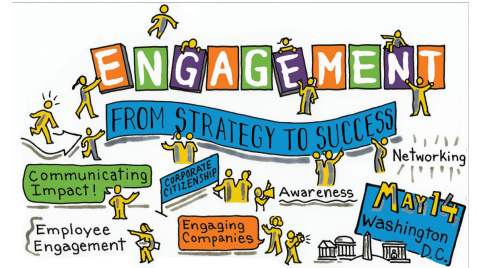 ENGAGEMENT
FROM STRATEGY TO SUCCESS
Communicating
Impact!
CORPORATE
CITIZENSHIP
Awareness
Networking
Employee
Engagement
Engaging
Companies
MAY 14
Washington
D.C.